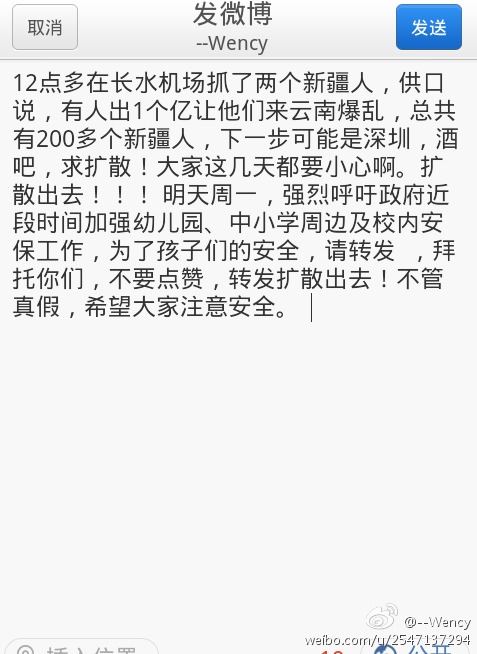 取消
发微博
发送
--Wency
12点多在长水机场抓了两个新疆人，供口
说，有人出1个亿让他们来云南爆乱，总共
有200多个新疆人，下一步可能是深圳，酒
吧，求扩散！大家这几天都要小心啊。扩
散出去！！！ 明天周一，强烈呼吁政府近
段时间加强幼儿园、中小学周边及校内安
保工作，为了孩子们的安全，请转发 ，拜
托你们，不要点赞，转发扩散出去！不管
真假，希望大家注意安全。
@--Wency
weibo.com/u/2547137294
插入位置
公开